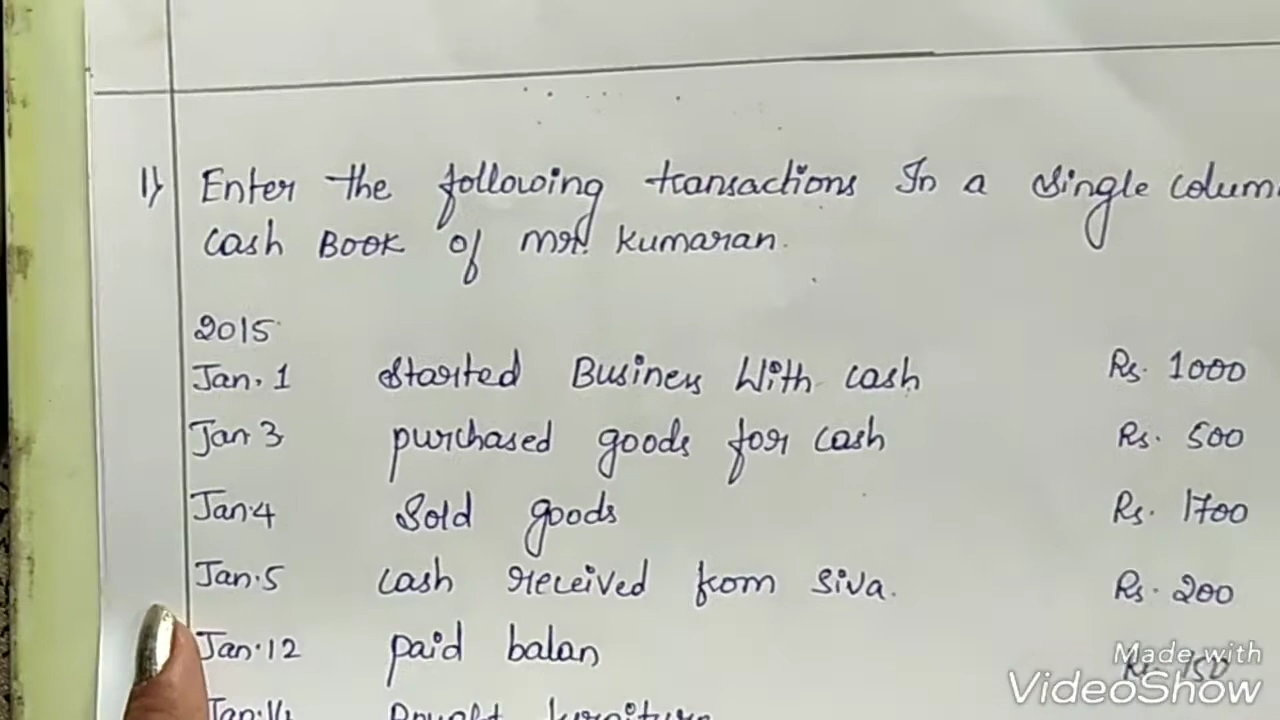 1) Enter the following transactions In a Single Colum
Cash BOOK of Mr. Kumaran.
2015
Jan. 1 Started Business With cash Rs. 1000
Jan 3 purchased goods for cash Rs. 500
Jan.4 Sold goods Rs. 1700
Jan.5 cash received from Siva. Rs. 200
Jan.12 paid balan Rs. 150
Made with
VideoShow